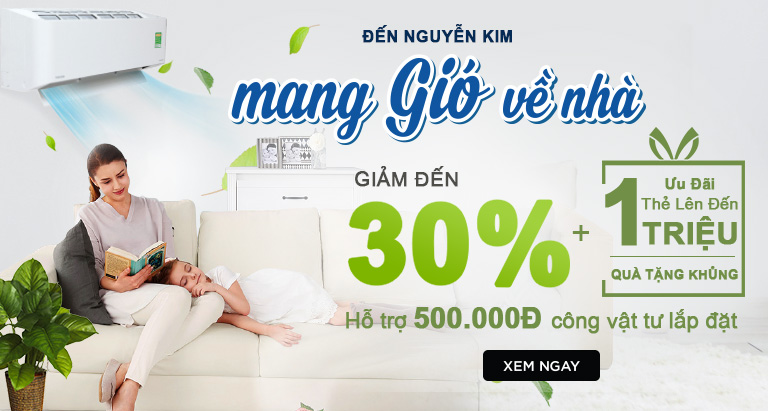 ĐẾN NGUYỄN KIM
mang Gió về nhà
GIẢM ĐẾN
30% +
Ưu Đãi
Thẻ Lên Đến
1 TRIỆU
QUÀ TẶNG KHỦNG
Hỗ trợ 500.000Đ công vật tư lắp đặt
XEM NGAY